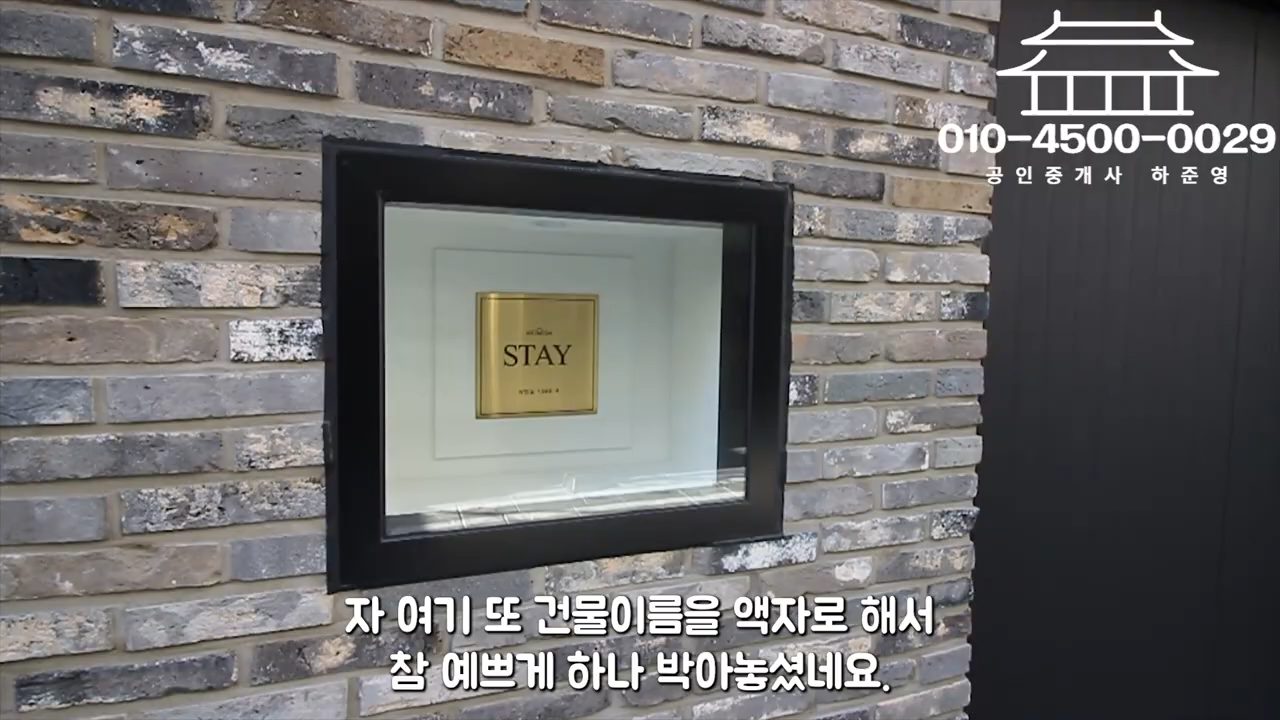 010-4500-0029
공인중개사 하준영
STAY
자 여기 또 건물이름을 액자로 해서
참 예쁘게 하나 박아놓셨네요.